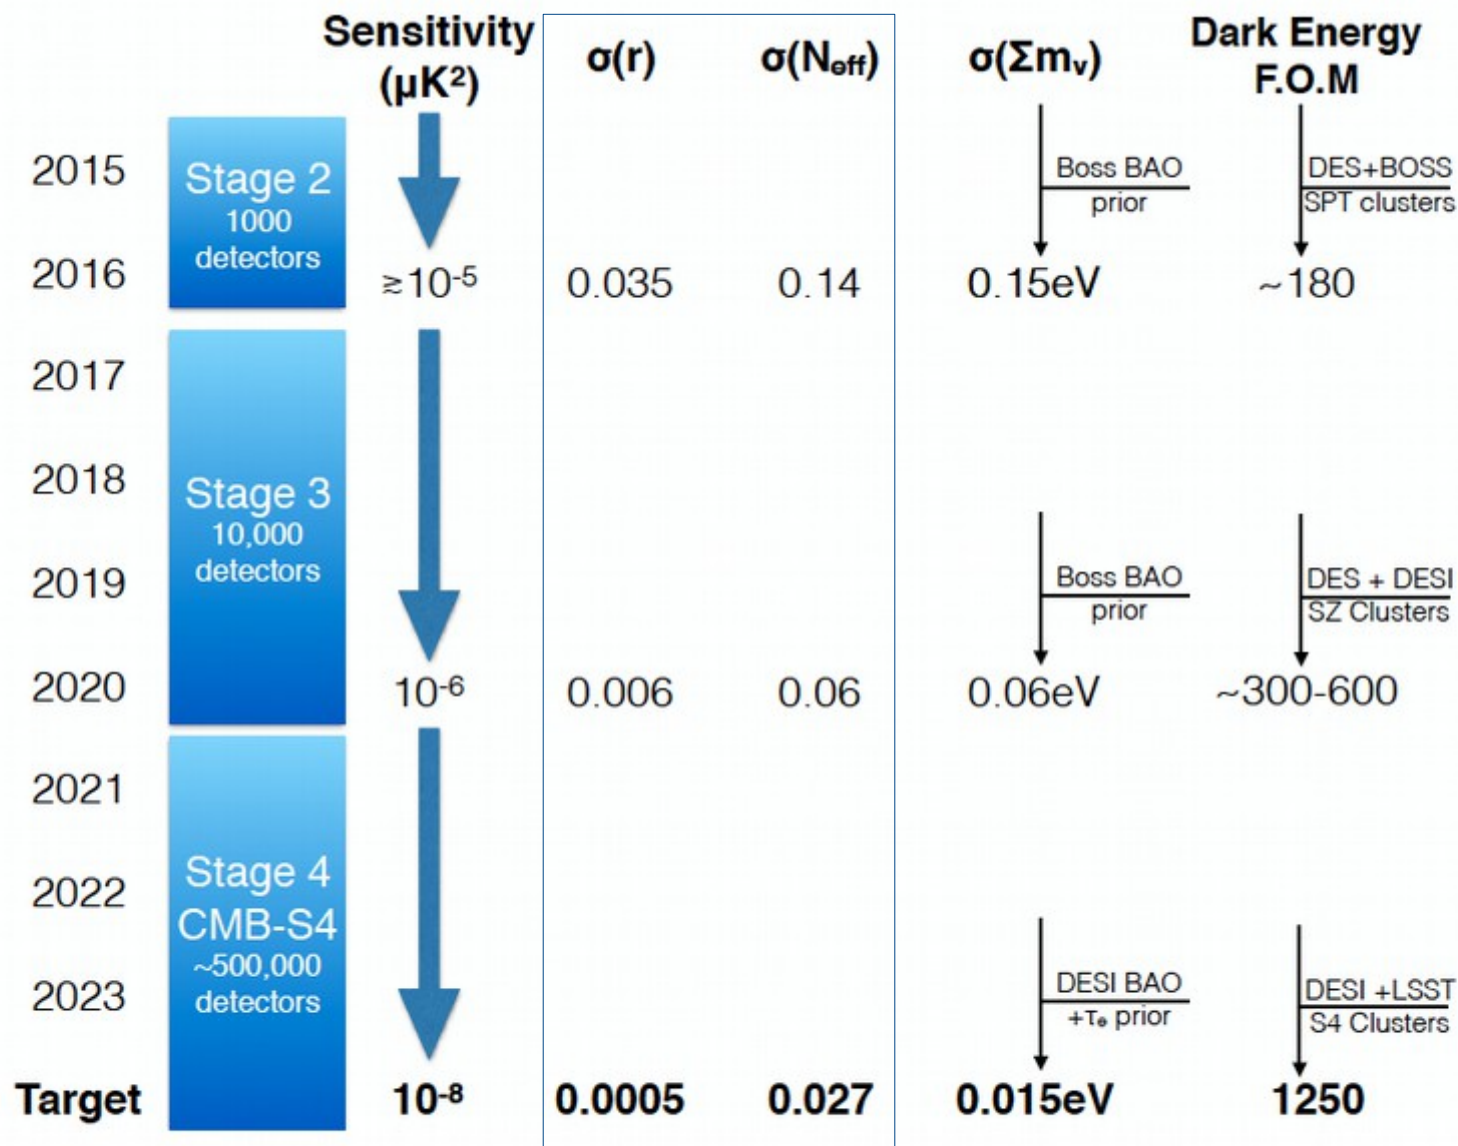 Sensitivity
(μK²)
σ(r)
σ(Nₑff)
σ(Σmᵥ)
Dark Energy
F.O.M
2015
Stage 2
1000
detectors
Boss BAO
prior
DES+BOSS
SPT clusters
2016
≳10⁻⁵
0.035
0.14
0.15eV
~180
2017
2018
Stage 3
10,000
detectors
2019
Boss BAO
prior
DES + DESI
SZ Clusters
2020
10⁻⁶
0.006
0.06
0.06eV
~300-600
2021
Stage 4
CMB-S4
~500,000
detectors
2022
2023
DESI BAO
+τₑ prior
DESI +LSST
S4 Clusters
Target
10⁻⁸
0.0005
0.027
0.015eV
1250